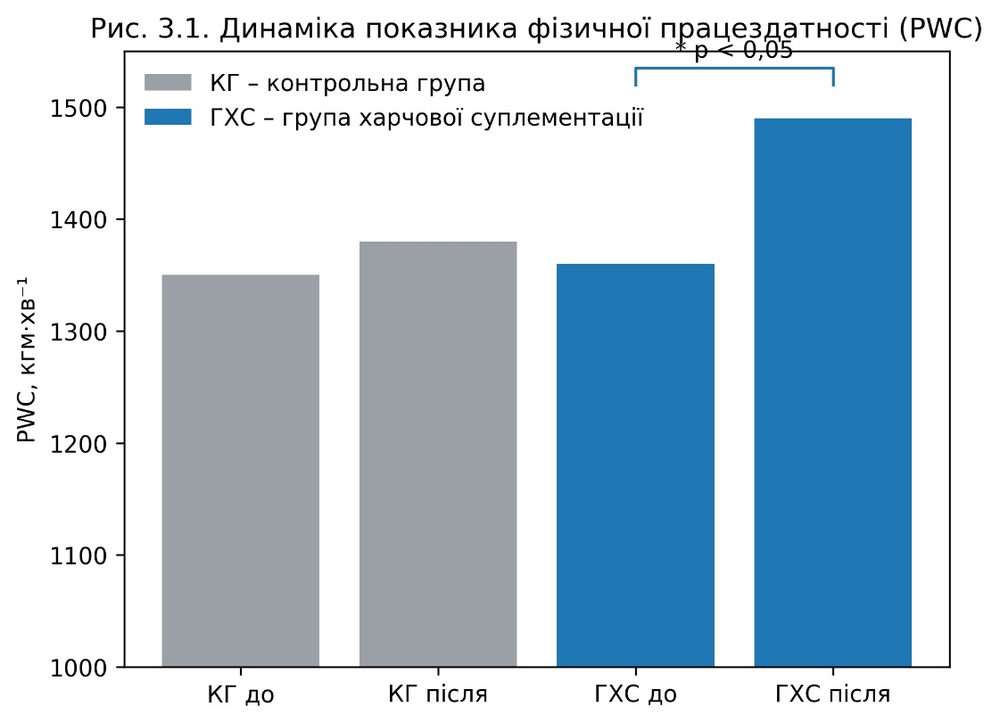 Рис. 3.1. Динаміка показника фізичної працездатності (PWC)
* p < 0,05
КГ – контрольна група
ГХС – група харчової суплементації
PWC, кгм·хв⁻¹
1500
1400
1300
1200
1100
1000
КГ до
КГ після
ГХС до
ГХС після